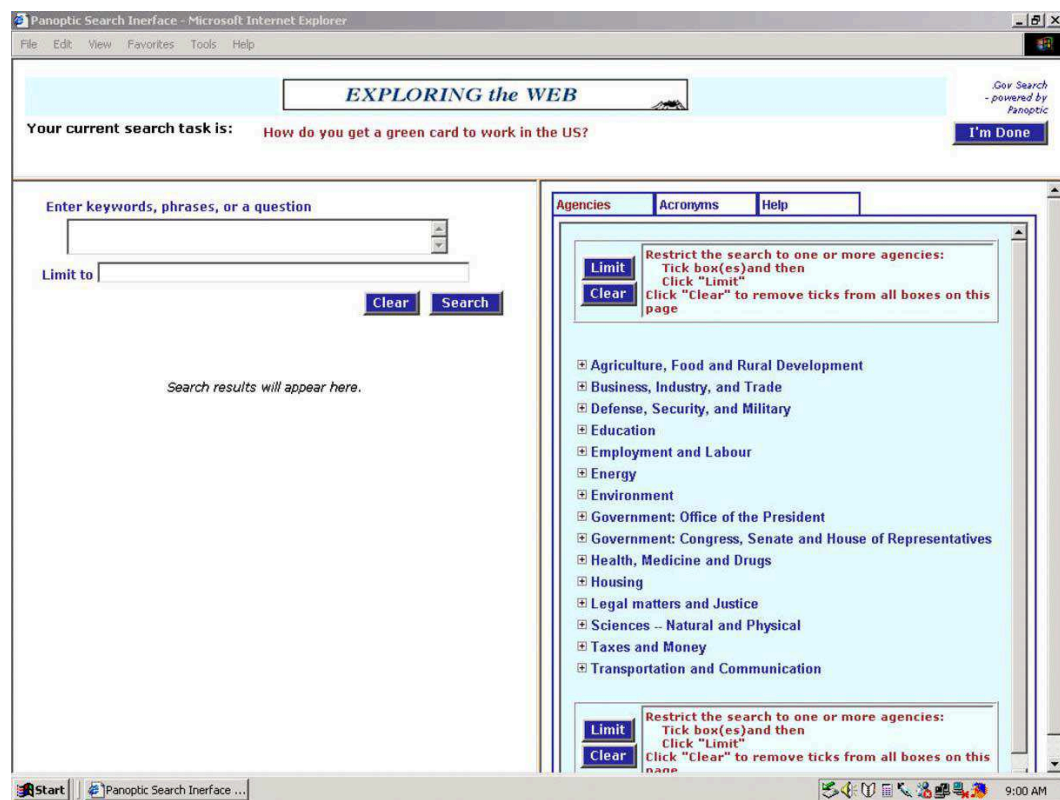 Panoptic Search Inerface - Microsoft Internet Explorer
File Edit View Favorites Tools Help
EXPLORING the WEB
.Gov Search
- powered by
Panoptic
Your current search task is: How do you get a green card to work in the US?
I'm Done
Enter keywords, phrases, or a question
Limit to
Clear Search
Search results will appear here.
Agencies Acronyms Help
Limit
Clear
Restrict the search to one or more agencies:
Tick box(es)and then
Click "Limit"
Click "Clear" to remove ticks from all boxes on this
page
Agriculture, Food and Rural Development
Business, Industry, and Trade
Defense, Security, and Military
Education
Employment and Labour
Energy
Environment
Government: Office of the President
Government: Congress, Senate and House of Representatives
Health, Medicine and Drugs
Housing
Legal matters and Justice
Sciences -- Natural and Physical
Taxes and Money
Transportation and Communication
Limit
Clear
Restrict the search to one or more agencies:
Tick box(es)and then
Click "Limit"
Click "Clear" to remove ticks from all boxes on this
page
Start Panoptic Search Inerface ... 9:00 AM